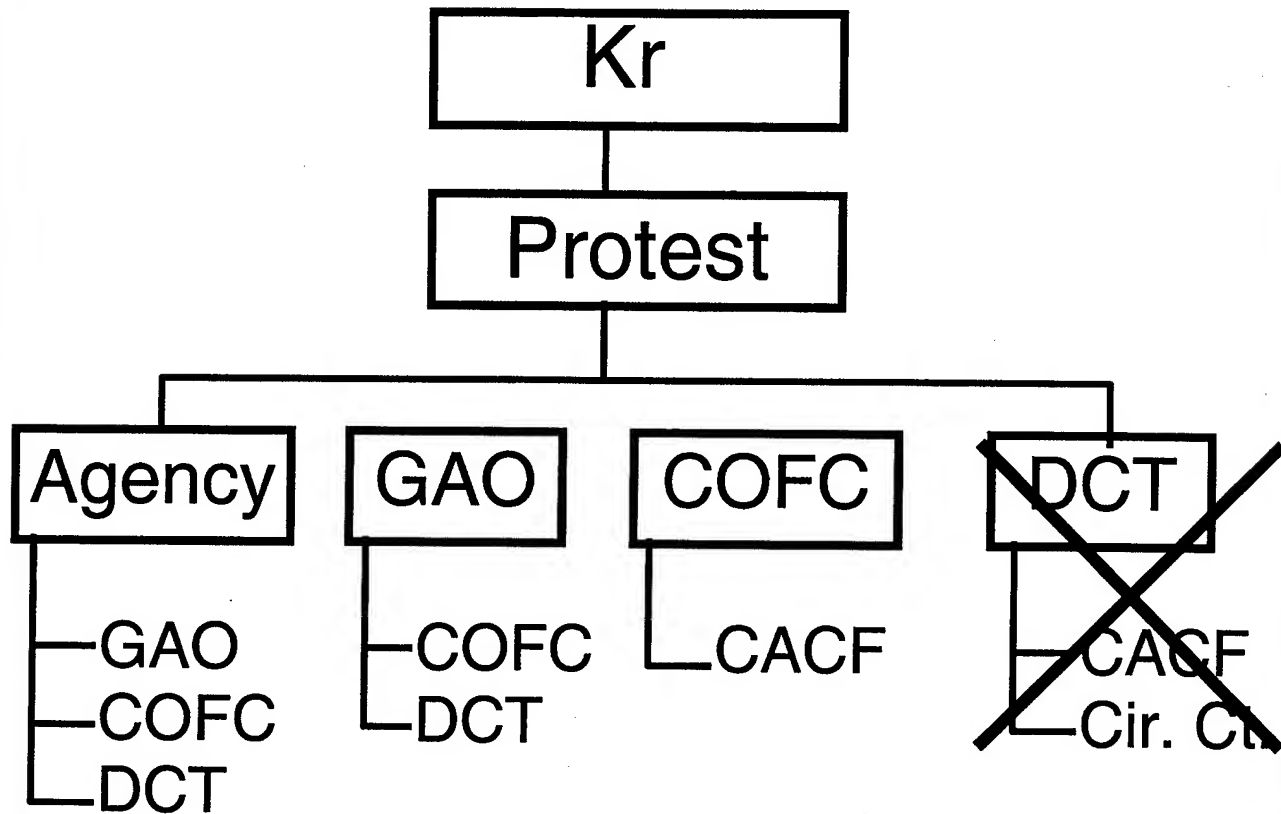 Kr
Protest
Agency
GAO
COFC
DCT
GAO
COFC
DCT
COFC
DCT
CACF
CACF
Cir. Ct.